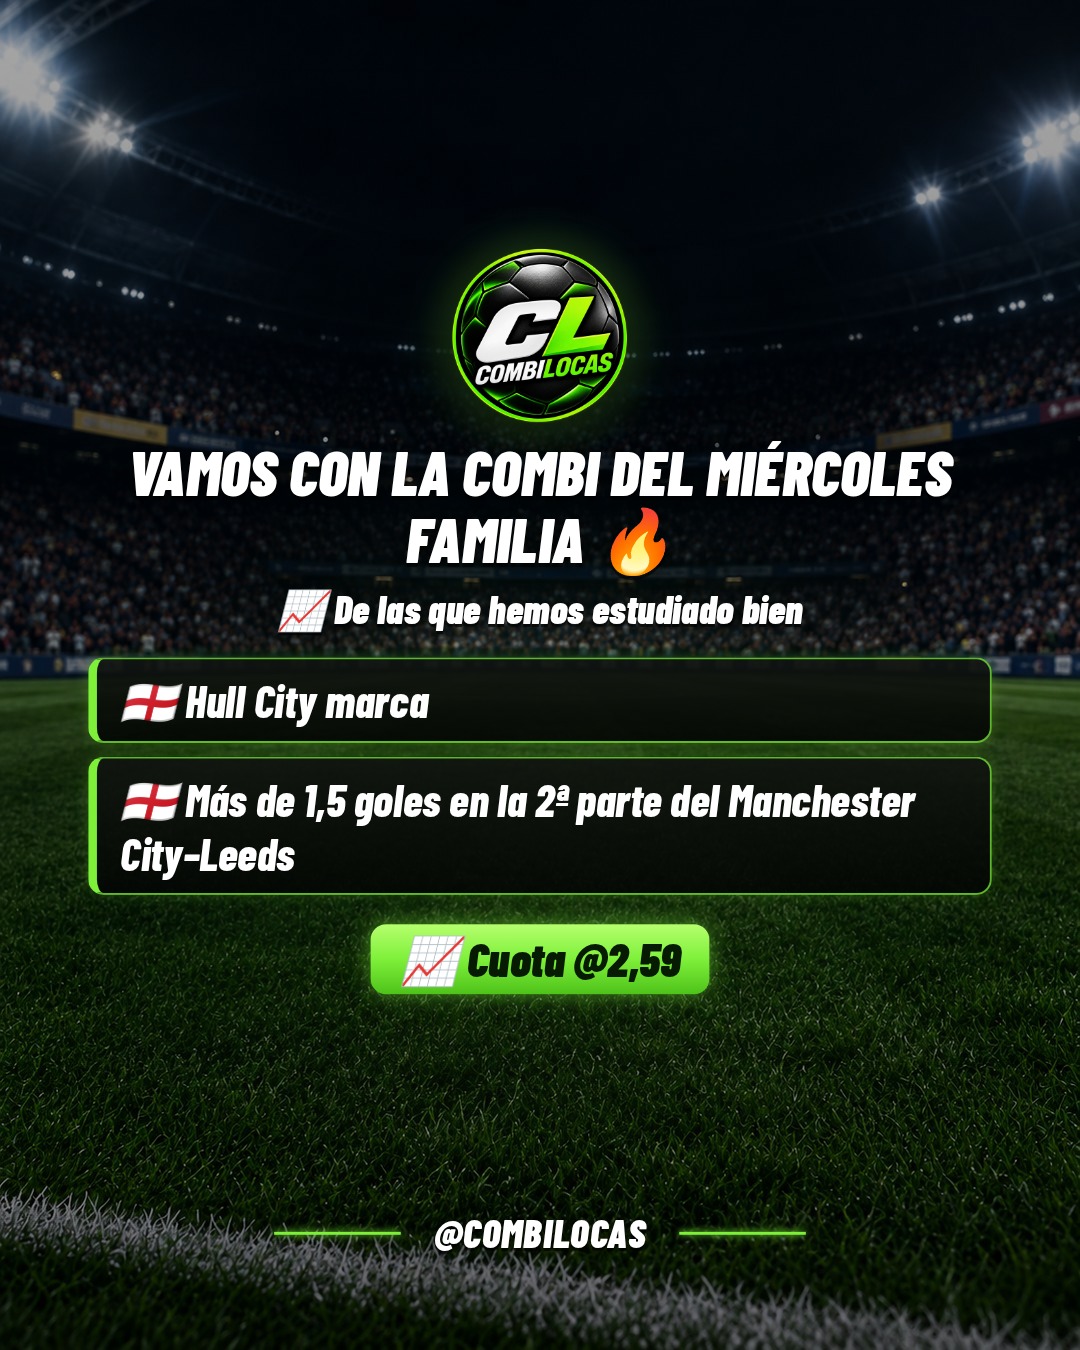 CL
COMBILOCAS
VAMOS CON LA COMBI DEL MIÉRCOLES
FAMILIA 🔥
📈 De las que hemos estudiado bien
🏴󠁧󠁢󠁥󠁮󠁧󠁿 Hull City marca
🏴󠁧󠁢󠁥󠁮󠁧󠁿 Más de 1,5 goles en la 2ª parte del Manchester
City-Leeds
📈 Cuota @2,59
@COMBILOCAS